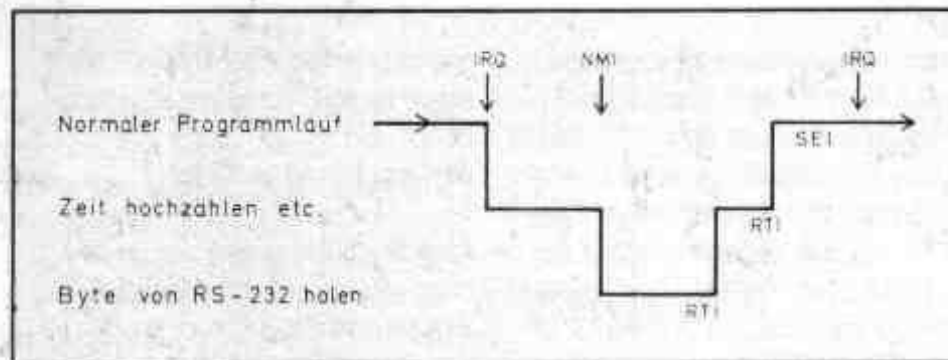 IRQ NMI IRQ
Normaler Programmlauf
SEI
Zeit hochzählen etc.
RTI
Byte von RS-232 holen
RTI